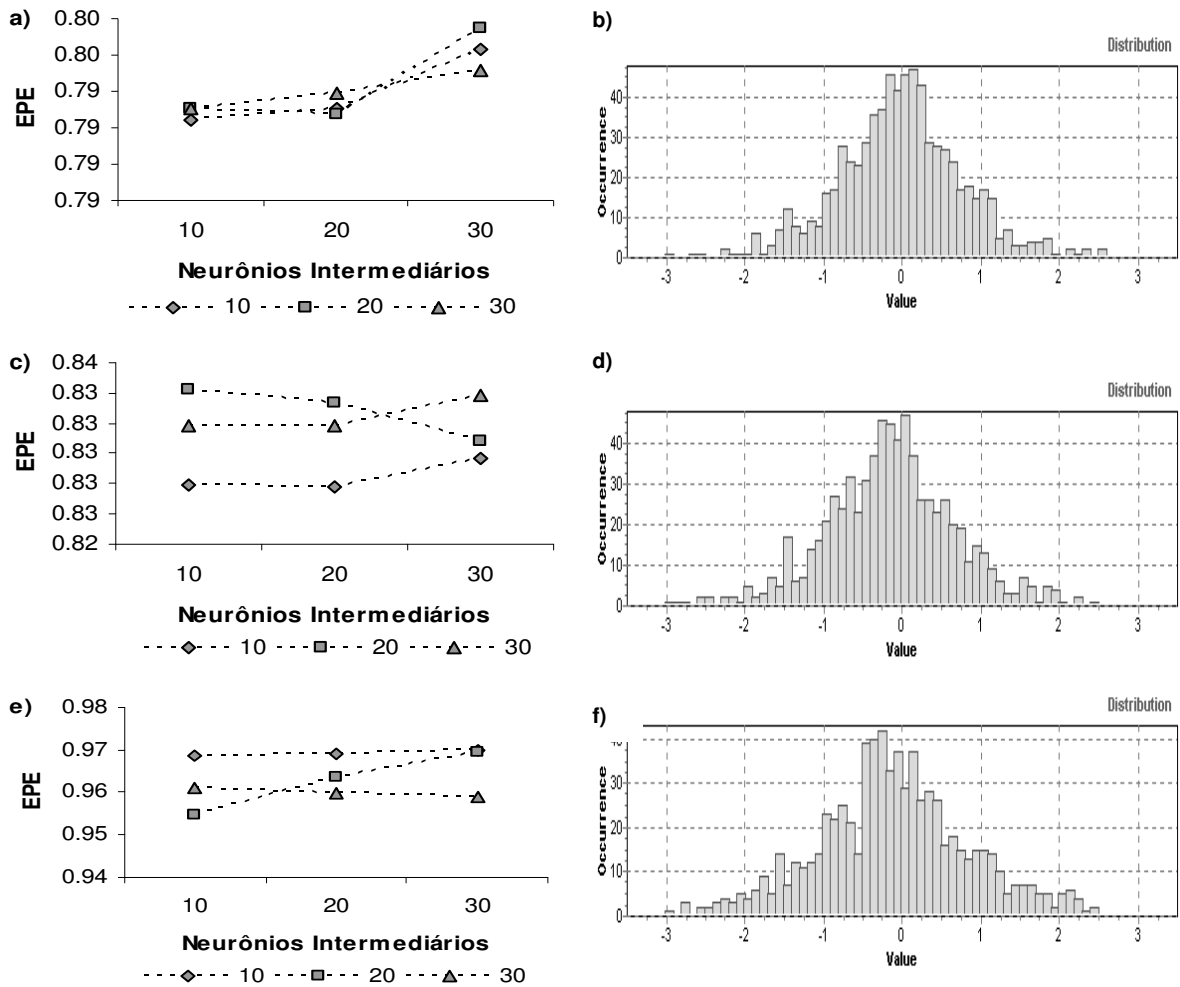 a)
0.80
0.80
0.79
0.79
0.79
0.79
EPE
10 20 30
Neurônios Intermediários
10 20 30
b)
Distribution
Occurrence
40
30
20
10
0
-3 -2 -1 0 1 2 3
Value
c)
0.84
0.83
0.83
0.83
0.83
0.83
0.82
EPE
10 20 30
Neurônios Intermediários
10 20 30
d)
Distribution
Occurrence
40
30
20
10
0
-3 -2 -1 0 1 2 3
Value
e)
0.98
0.97
0.96
0.95
0.94
EPE
10 20 30
Neurônios Intermediários
10 20 30
f)
Distribution
Occurrence
30
20
10
0
-3 -2 -1 0 1 2 3
Value